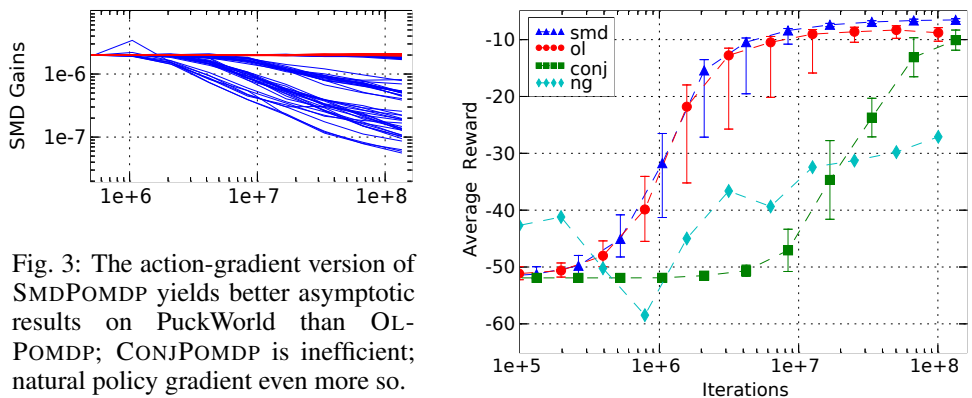 SMD Gains
1e-6
1e-7
1e+6
1e+7
1e+8
Fig. 3: The action-gradient version of
SMDPOMDP yields better asymptotic
results on PuckWorld than OL-
POMDP; CONJPOMDP is inefficient;
natural policy gradient even more so.
smd
ol
conj
ng
Average Reward
-10
-20
-30
-40
-50
-60
1e+5
1e+6
1e+7
1e+8
Iterations